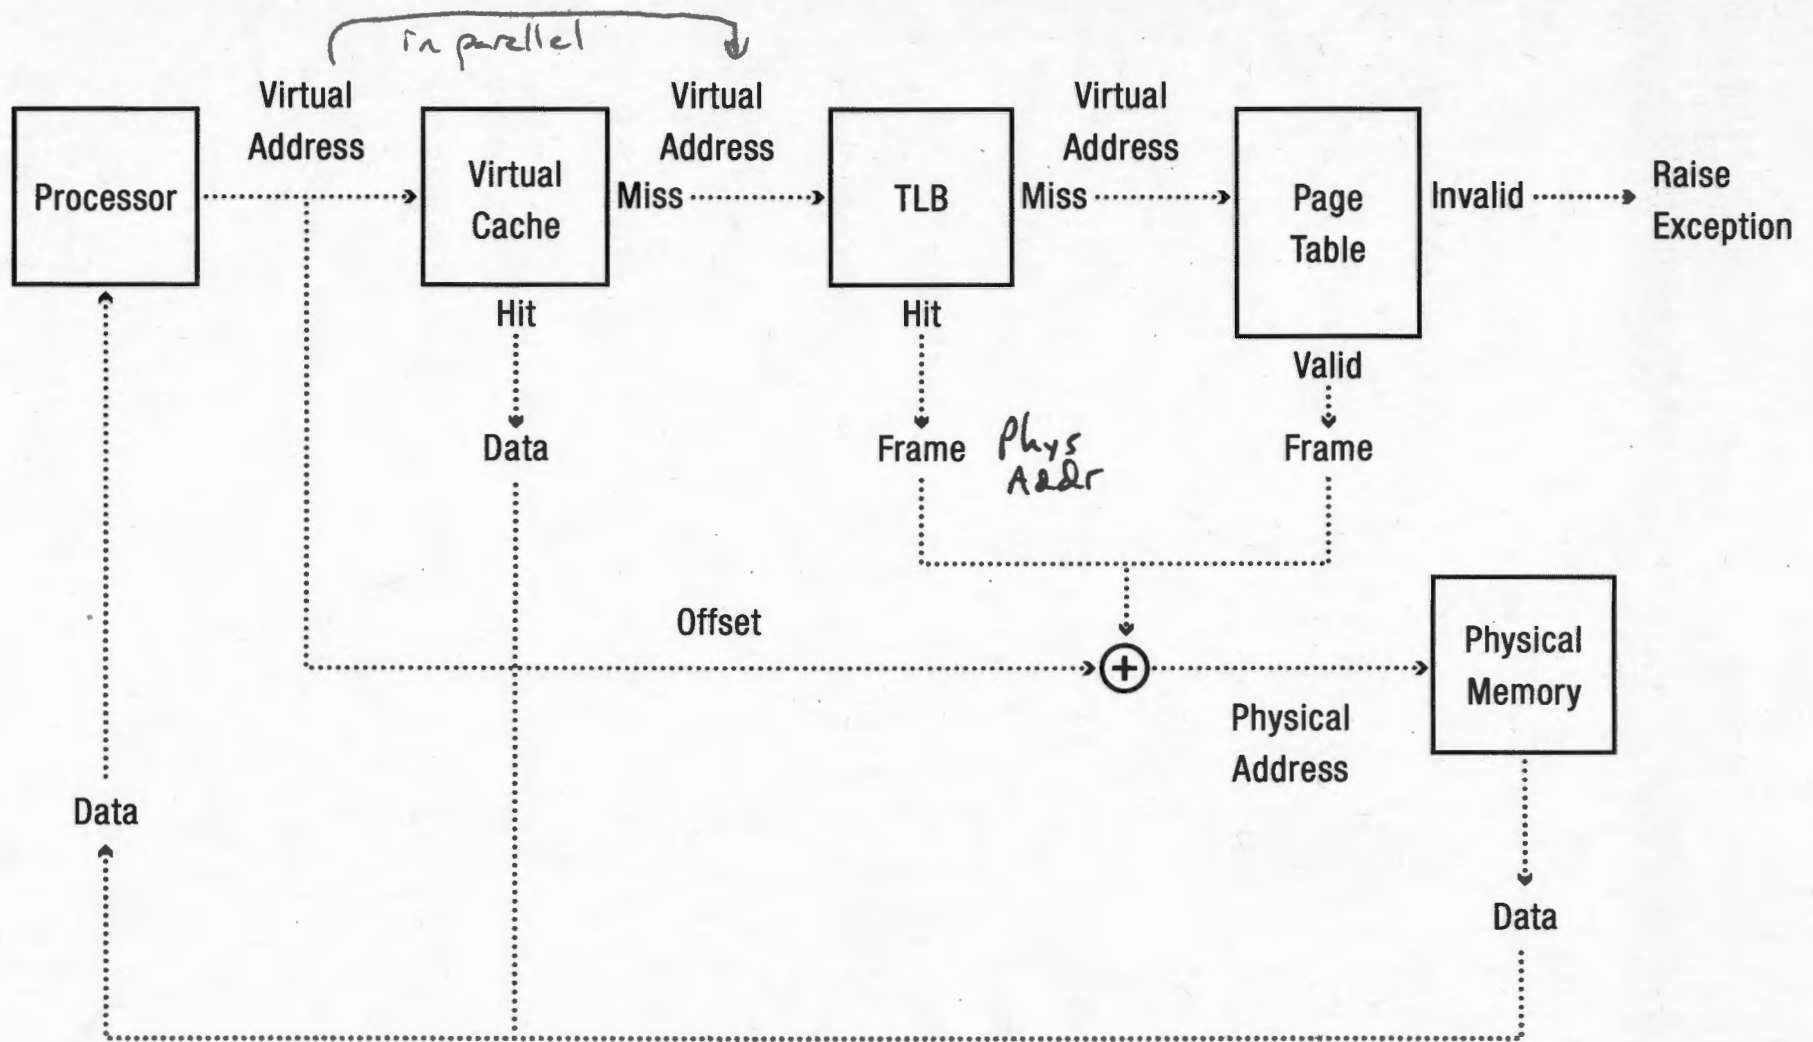 in parallel
Virtual
Address
Virtual
Address
Virtual
Address
Processor
Virtual
Cache
Miss
TLB
Miss
Page
Table
Invalid
Raise
Exception
Hit
Hit
Valid
Data
Frame
Phys
Addr
Frame
Offset
+
Physical
Memory
Physical
Address
Data
Data